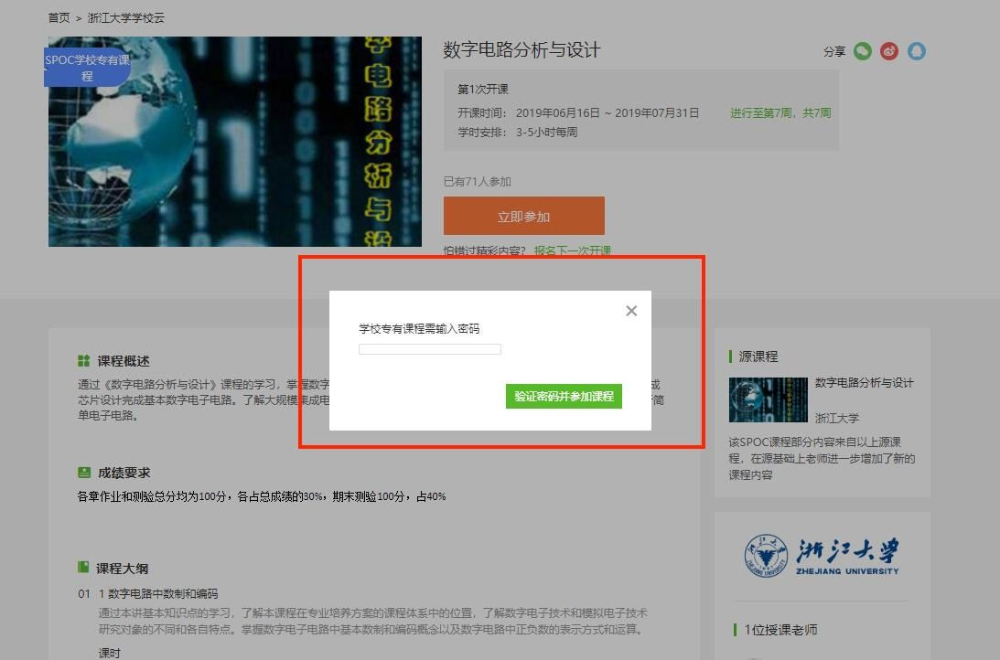 首页 > 浙江大学学校云
SPOC学校专有课
程
字电路分析与设
数字电路分析与设计
分享
第1次开课
开课时间： 2019年06月16日 ~ 2019年07月31日
进行至第7周，共7周
学时安排： 3-5小时每周
已有71人参加
立即参加
怕错过精彩内容？ 报名下一次开课
学校专有课程需输入密码
验证密码并参加课程
课程概述
通过《数字电路分析与设计》课程的学习，掌握数字
成
芯片设计完成基本数字电子电路。了解大规模集成电
简
单电子电路。
成绩要求
各章作业和测验总分均为100分，各占总成绩的30%，期末测验100分，占40%
课程大纲
01 1 数字电路中数制和编码
通过本讲基本知识点的学习，了解本课程在专业培养方案的课程体系中的位置，了解数字电子技术和模拟电子技术
研究对象的不同和各自特点。掌握数字电子电路中基本数制和编码概念以及数字电路中正负数的表示方式和运算。
课时
源课程
数字电路分析与设计
浙江大学
该SPOC课程部分内容来自以上源课
程，在源基础上老师进一步增加了新的
课程内容
浙江大学
ZHEJIANG UNIVERSITY
1位授课老师